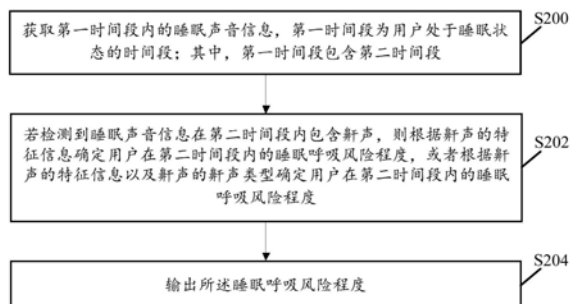 S200
获取第一时间段内的睡眠声音信息，第一时间段为用户处于睡眠状
态的时间段；其中，第一时间段包含第二时间段
S202
若检测到睡眠声音信息在第二时间段内包含鼾声，则根据鼾声的特
征信息确定用户在第二时间段内的睡眠呼吸风险程度，或者根据鼾
声的特征信息以及鼾声的鼾声类型确定用户在第二时间段内的睡眠
呼吸风险程度
S204
输出所述睡眠呼吸风险程度